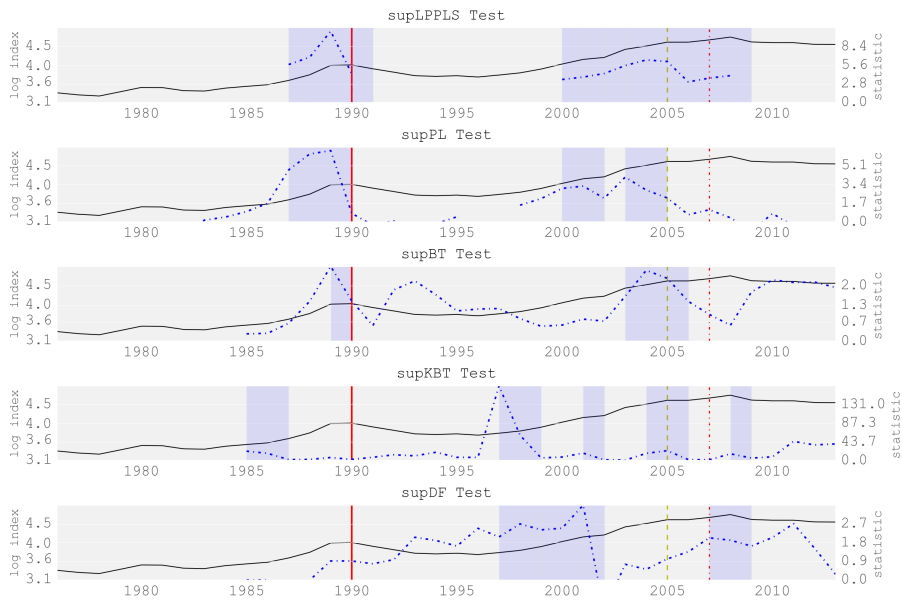 supLPPLS Test
log index
4.5
4.0
3.6
3.1
8.4
5.6
2.8
0.0
statistic
1980 1985 1990 1995 2000 2005 2010
supPL Test
log index
4.5
4.0
3.6
3.1
5.1
3.4
1.7
0.0
statistic
1980 1985 1990 1995 2000 2005 2010
supBT Test
log index
4.5
4.0
3.6
3.1
2.0
1.3
0.7
0.0
statistic
1980 1985 1990 1995 2000 2005 2010
supKBT Test
log index
4.5
4.0
3.6
3.1
131.0
87.3
43.7
0.0
statistic
1980 1985 1990 1995 2000 2005 2010
supDF Test
log index
4.5
4.0
3.6
3.1
2.7
1.8
0.9
0.0
statistic
1980 1985 1990 1995 2000 2005 2010